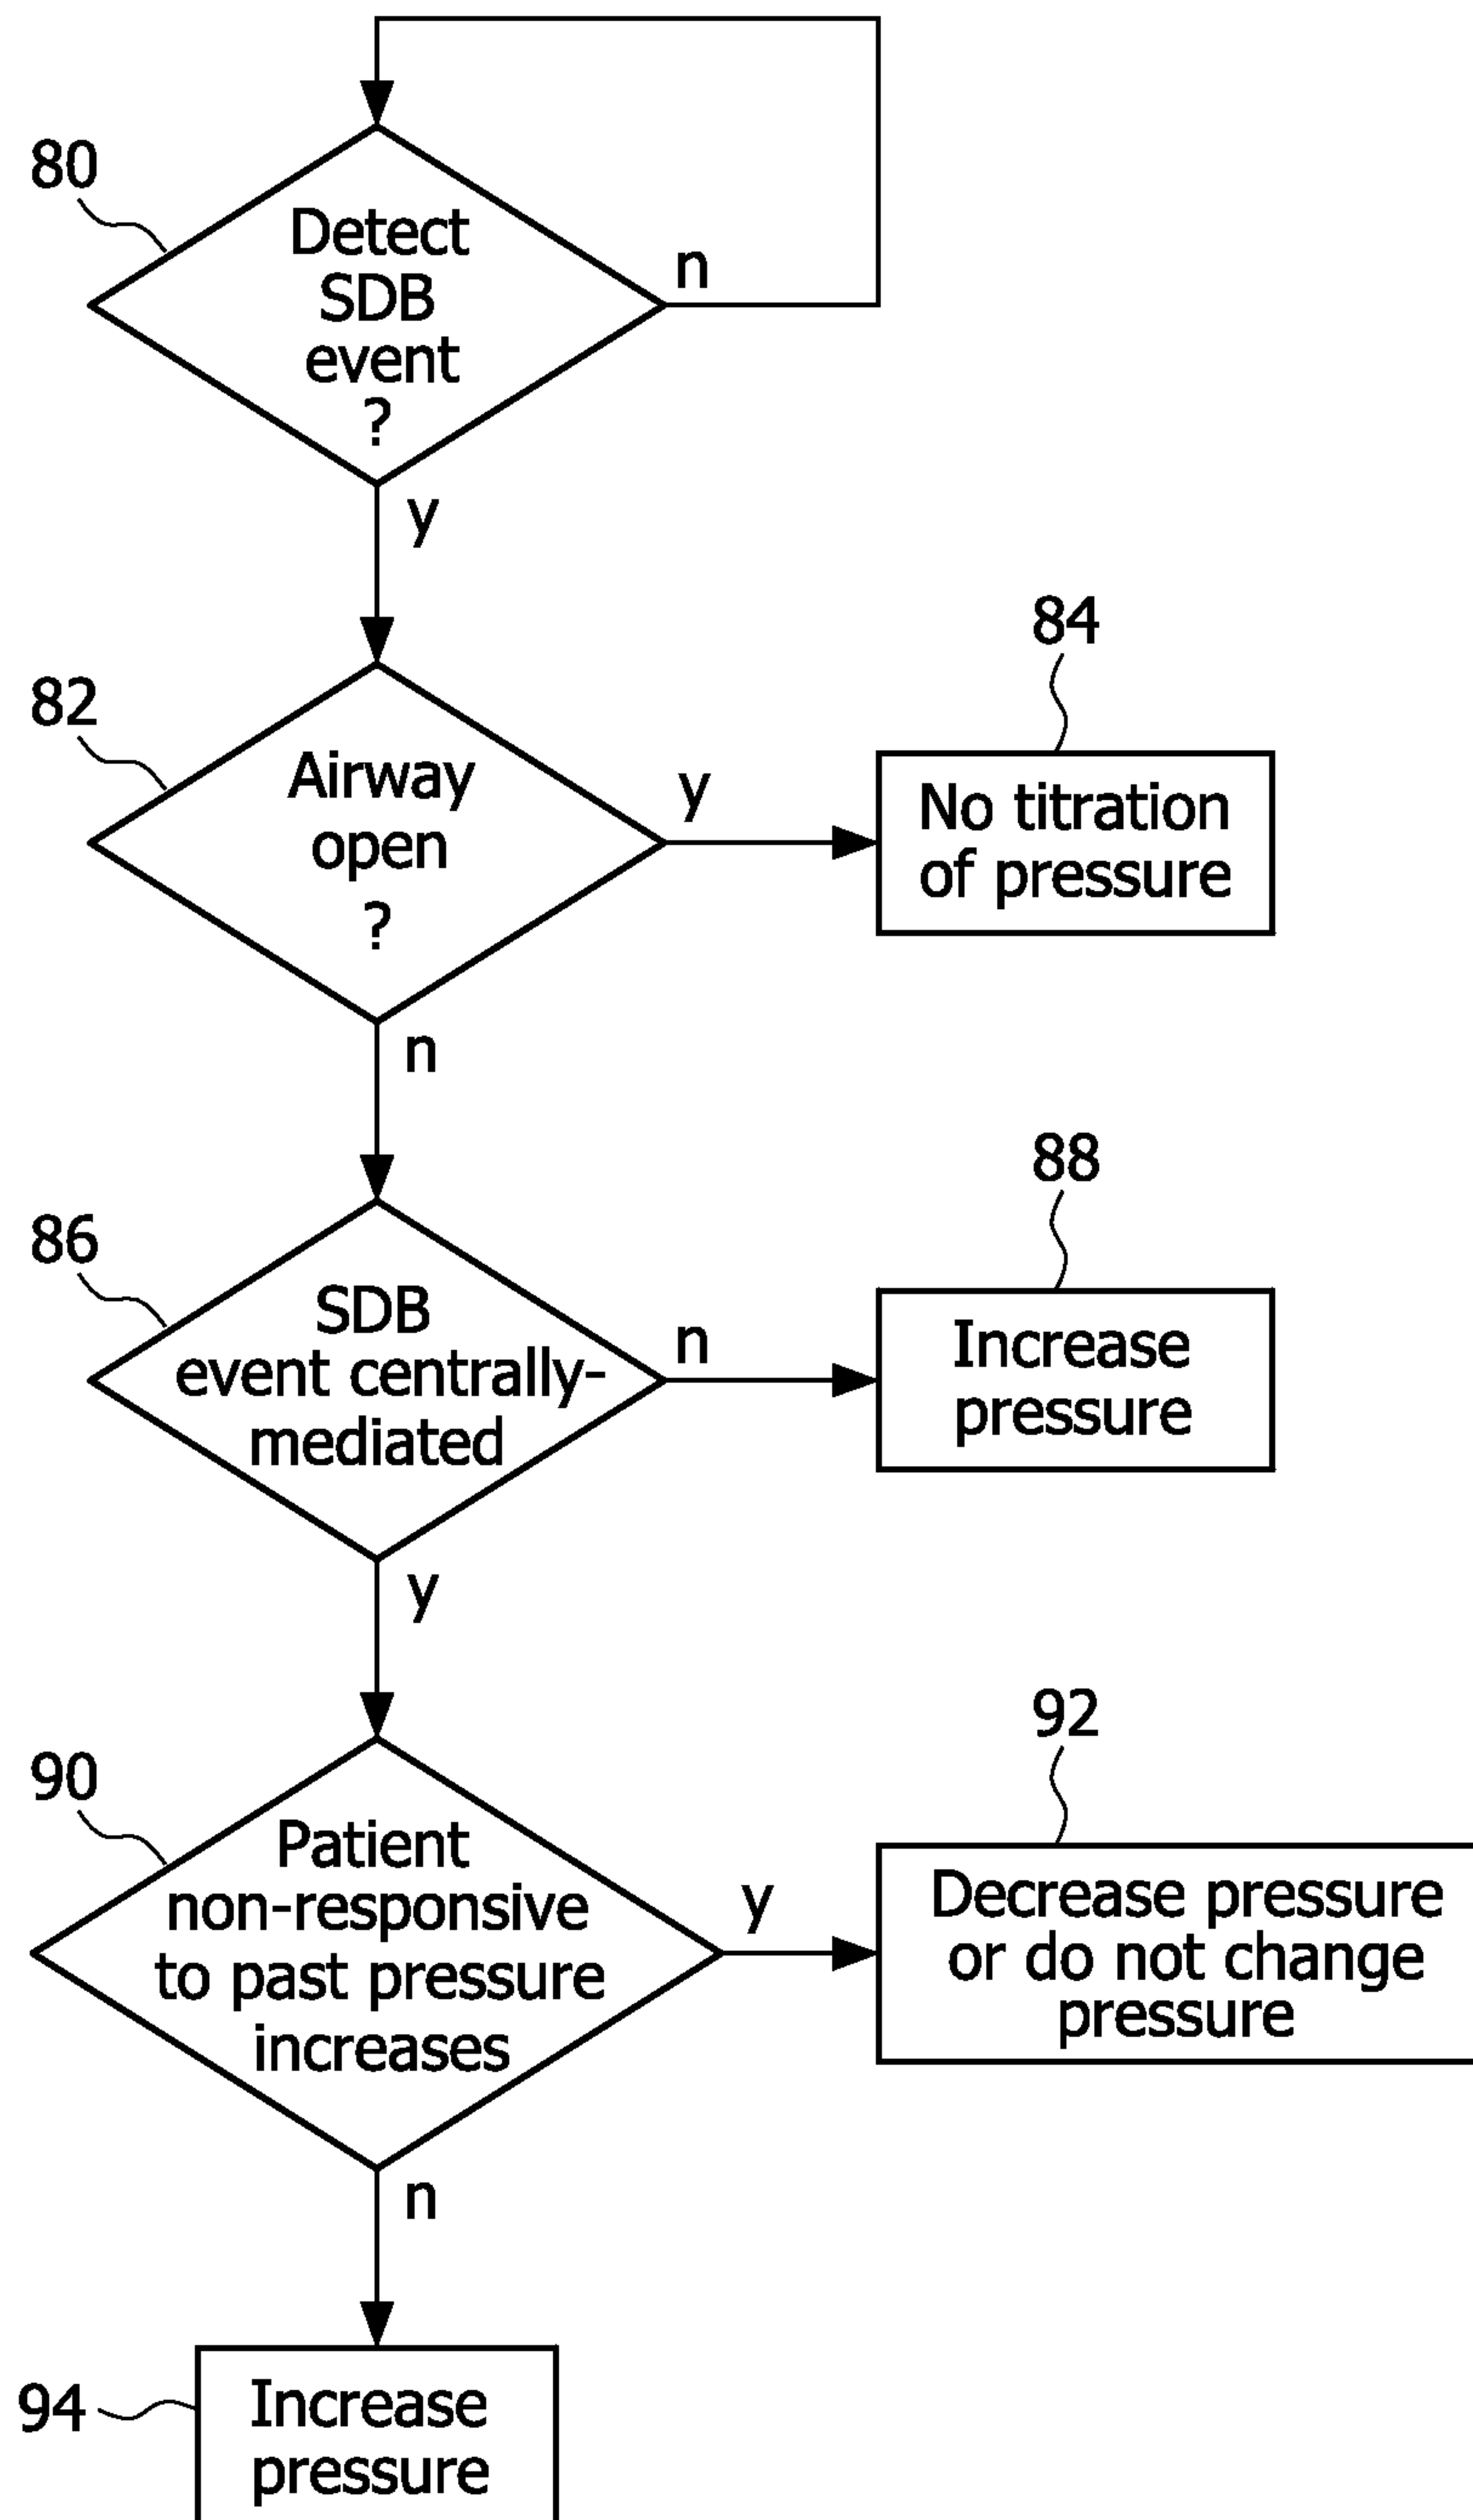 80
Detect
SDB
event
?
n
y
82
Airway
open
?
y
84
No titration
of pressure
n
86
SDB
event centrally-
mediated
n
88
Increase
pressure
y
90
Patient
non-responsive
to past pressure
increases
y
92
Decrease pressure
or do not change
pressure
n
94
Increase
pressure